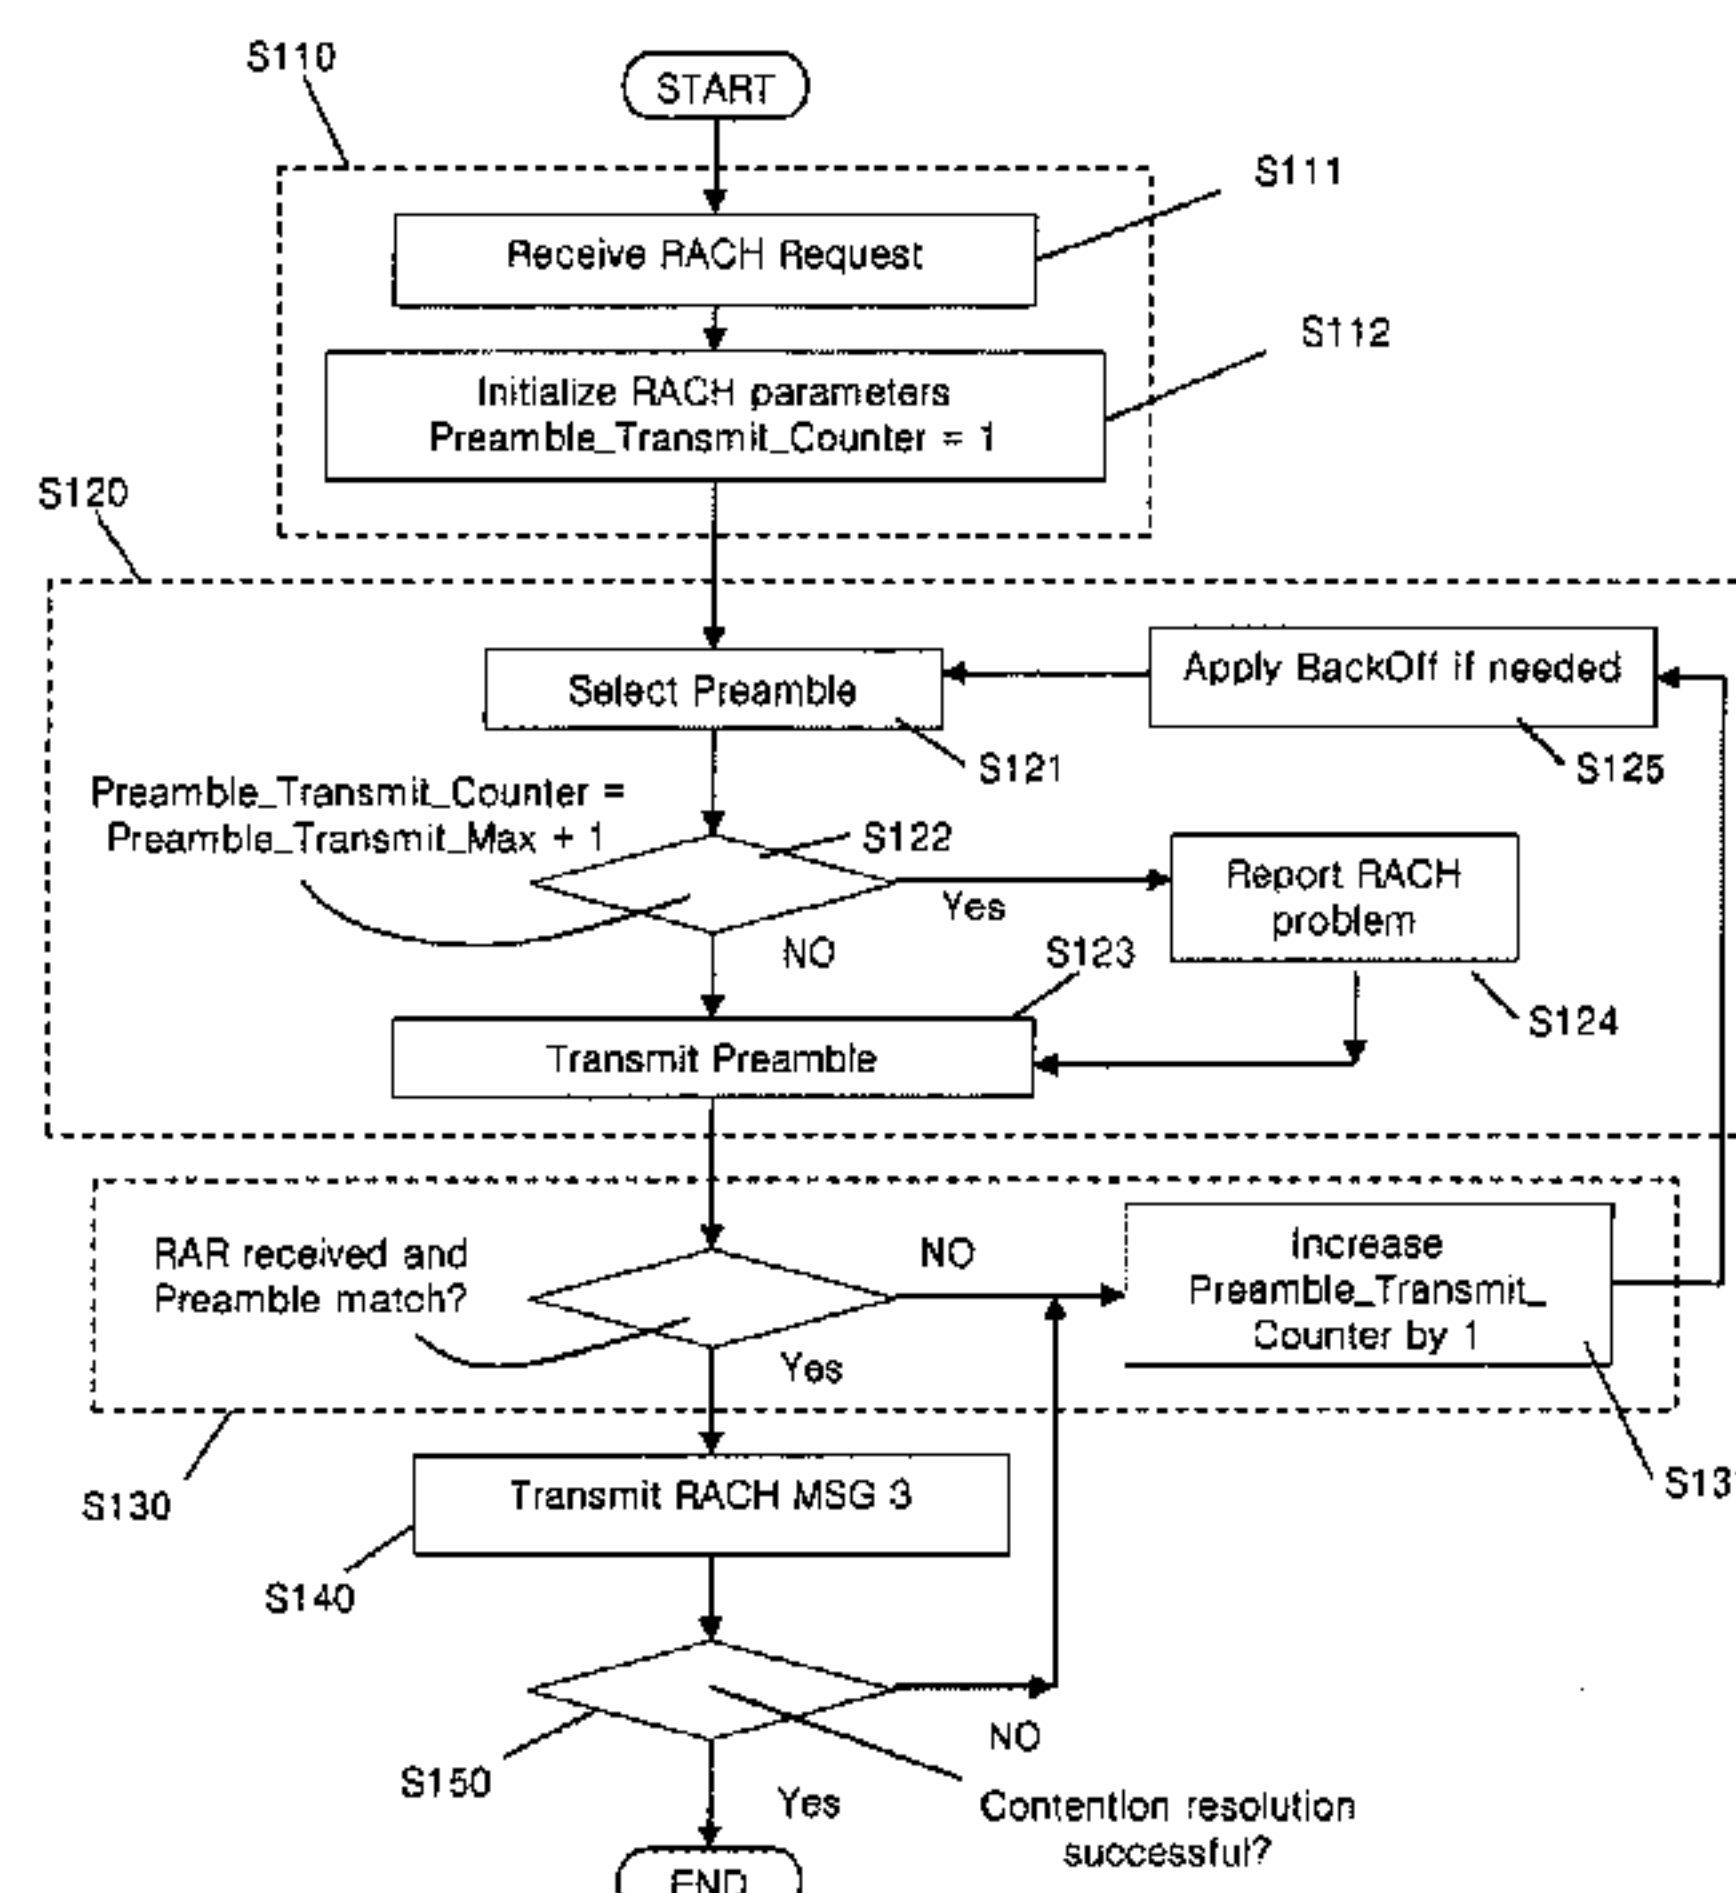 S110
START
S111
Receive RACH Request
S112
Initialize RACH parameters
Preamble_Transmit_Counter = 1
S120
Apply BackOff if needed
Select Preamble
S121
S125
Preamble_Transmit_Counter =
Preamble_Transmit_Max + 1
S122
Report RACH
problem
Yes
NO
S123
S124
Transmit Preamble
RAR received and
Preamble match?
NO
Increase
Preamble_Transmit_
Counter by 1
Yes
S130
S13
Transmit RACH MSG 3
S140
NO
S150
Yes
Contention resolution
successful?
END